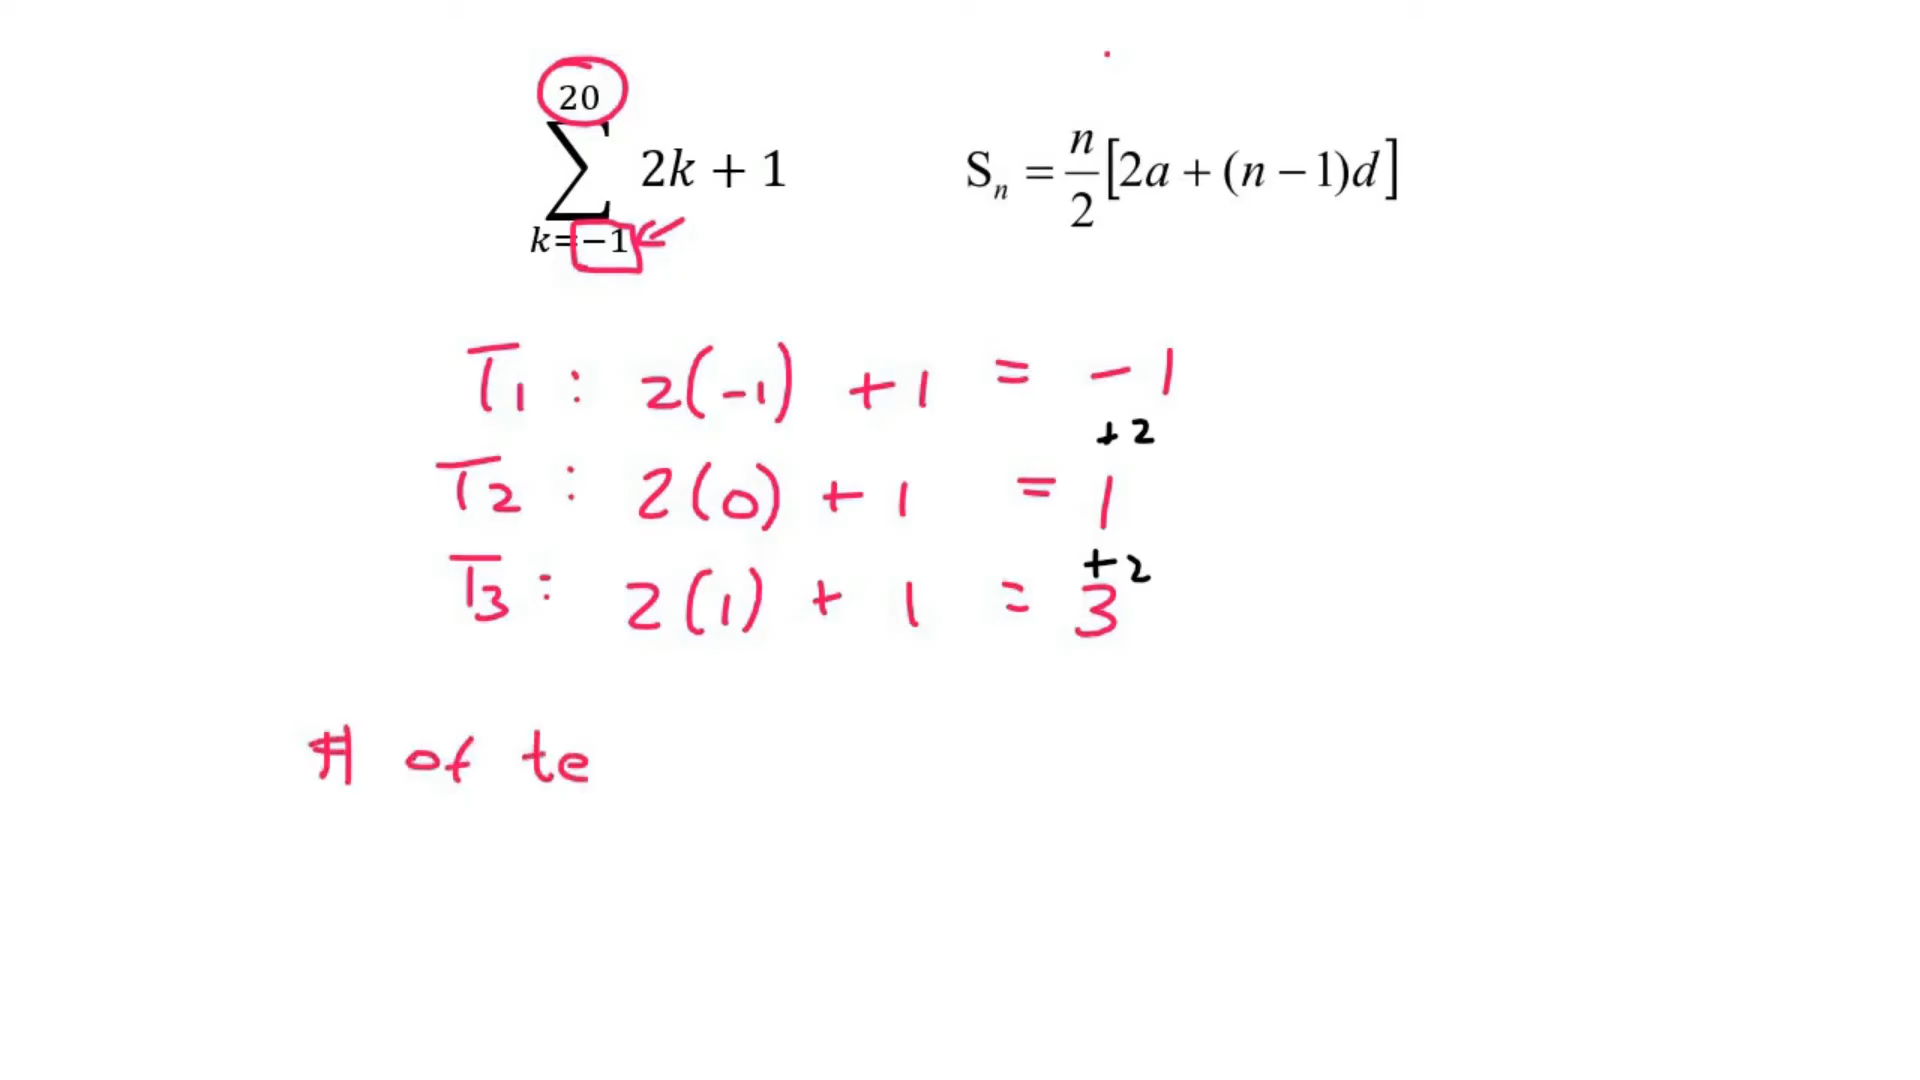 20
∑ 2k + 1
k=−1
Sₙ = n/2[2a + (n − 1)d]
T1 : 2(-1) + 1 = -1
+2
T2 : 2(0) + 1 = 1
+2
T3 : 2(1) + 1 = 3
# of te